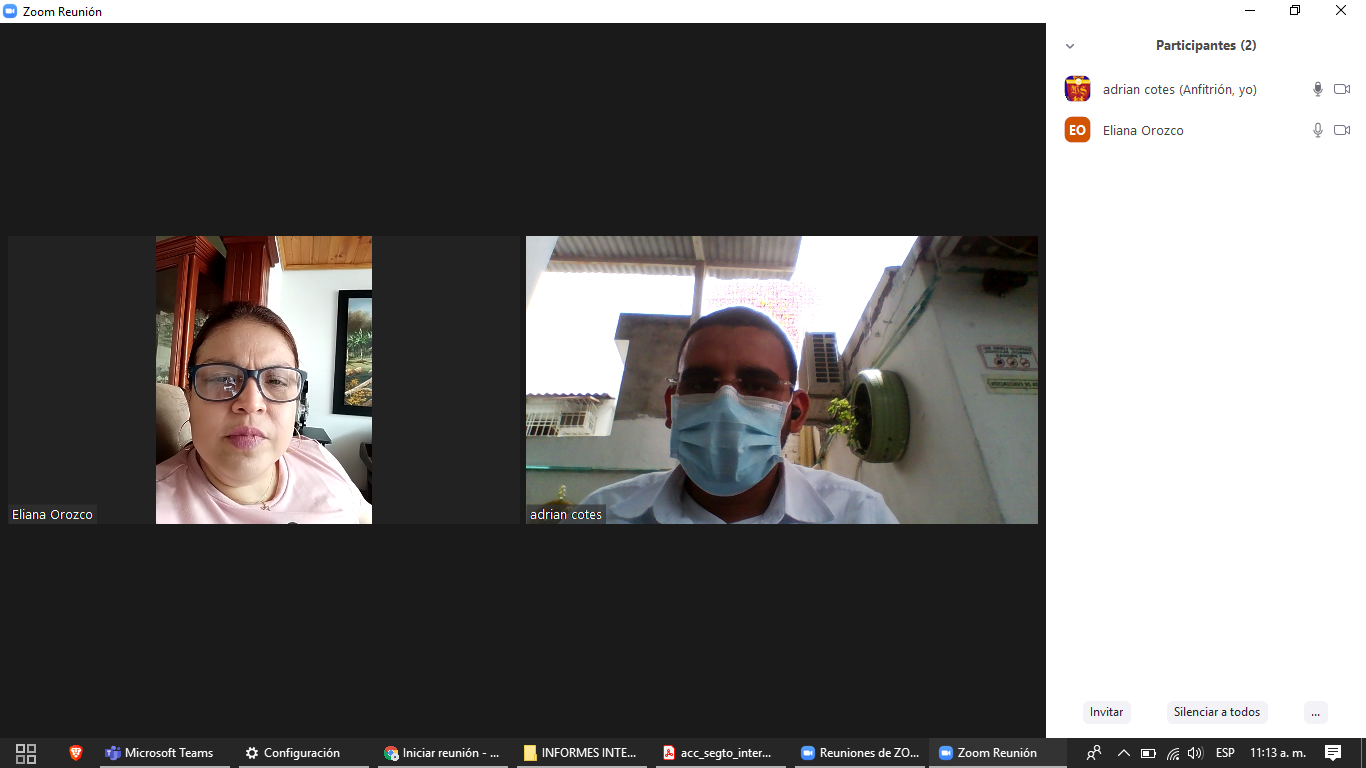 Zoom Reunión
Participantes (2)
adrian cotes (Anfitrión, yo)
EO
Eliana Orozco
Eliana Orozco
adrian cotes
Invitar
Silenciar a todos
...
Microsoft Teams
Configuración
Iniciar reunión - ...
INFORMES INTE...
acc_segto_inter...
Reuniones de ZO...
Zoom Reunión
ESP
11:13 a. m.